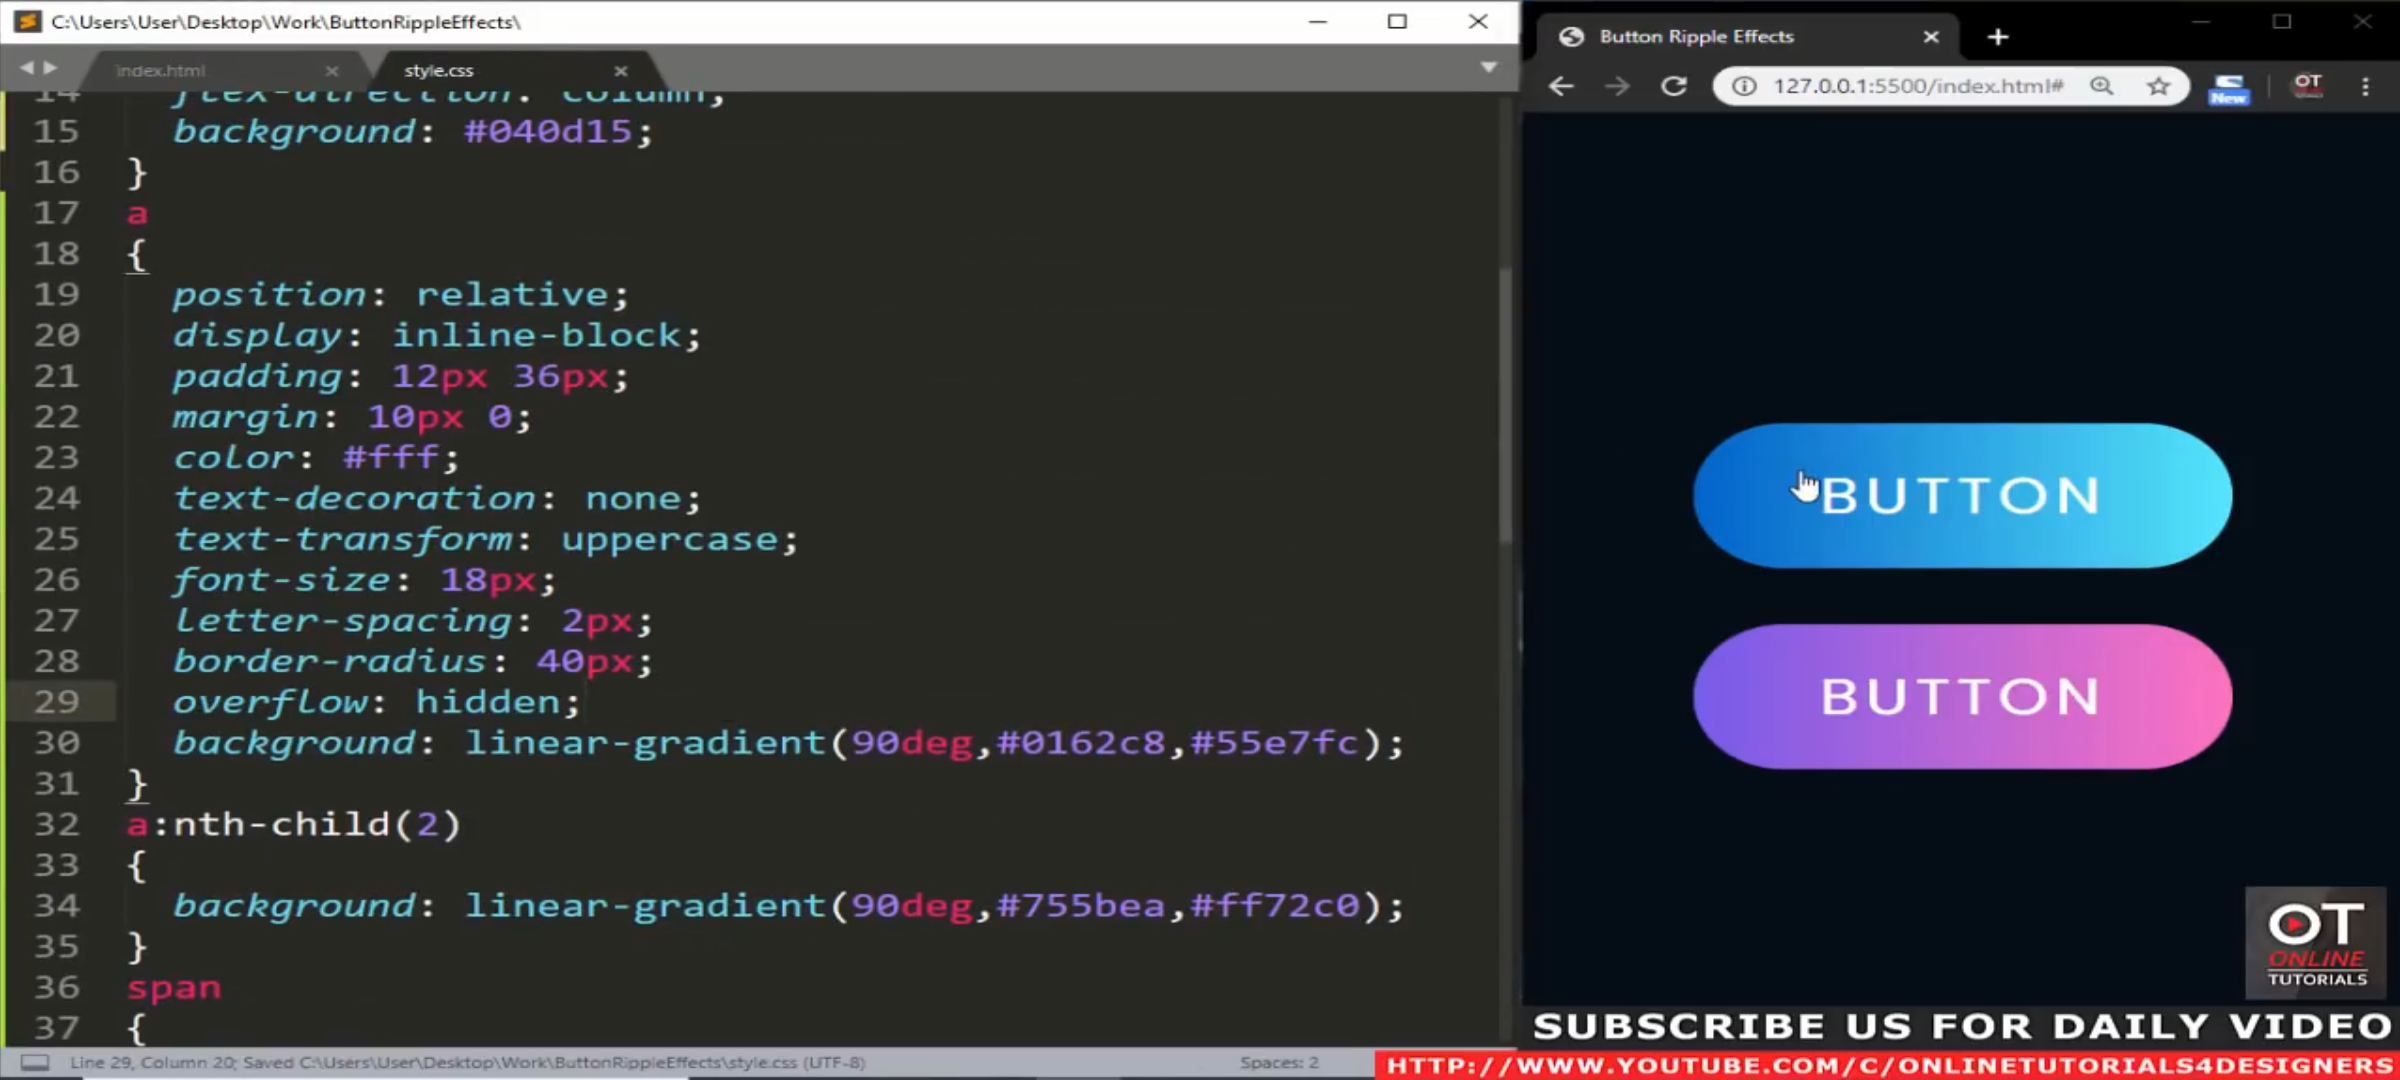 C:\Users\User\Desktop\Work\ButtonRippleEffects\
index.html
style.css
14 flex-direction: column;
15 background: #040d15;
16 }
17 a
18 {
19 position: relative;
20 display: inline-block;
21 padding: 12px 36px;
22 margin: 10px 0;
23 color: #fff;
24 text-decoration: none;
25 text-transform: uppercase;
26 font-size: 18px;
27 letter-spacing: 2px;
28 border-radius: 40px;
29 overflow: hidden;
30 background: linear-gradient(90deg,#0162c8,#55e7fc);
31 }
32 a:nth-child(2)
33 {
34 background: linear-gradient(90deg,#755bea,#ff72c0);
35 }
36 span
37 {
Line 29, Column 20; Saved C:\Users\User\Desktop\Work\ButtonRippleEffects\style.css (UTF-8)
Spaces: 2
Button Ripple Effects
127.0.0.1:5500/index.html#
New
OT
BUTTON
BUTTON
OT
ONLINE
TUTORIALS
SUBSCRIBE US FOR DAILY VIDEO
HTTP://WWW.YOUTUBE.COM/C/ONLINETUTORIALS4DESIGNERS